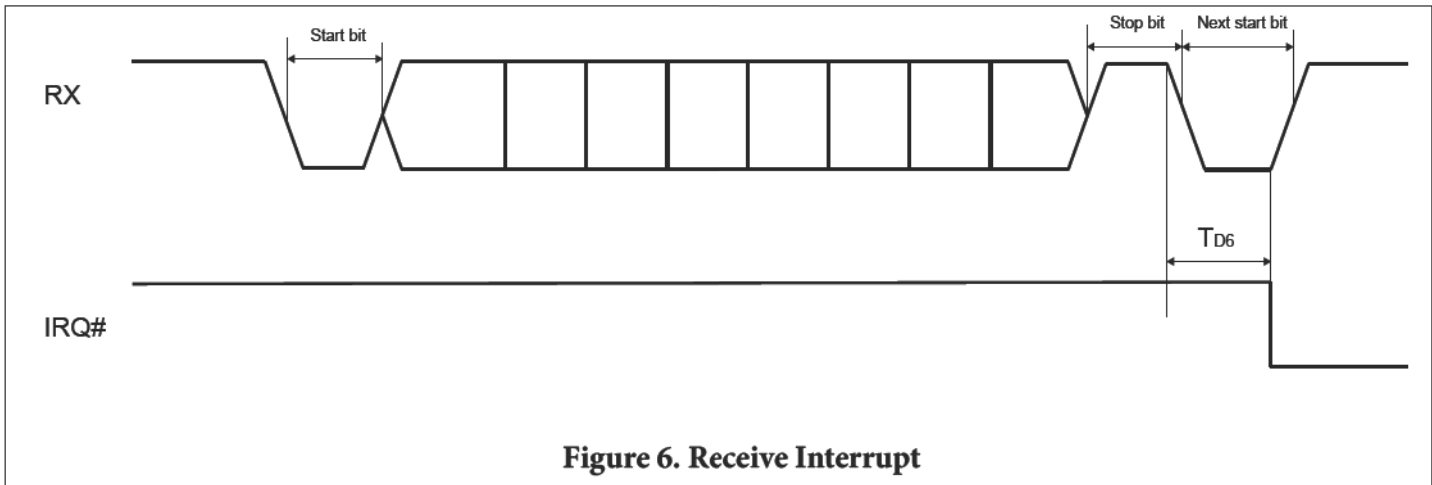 Start bit
Stop bit
Next start bit
RX
TD6
IRQ#
Figure 6. Receive Interrupt